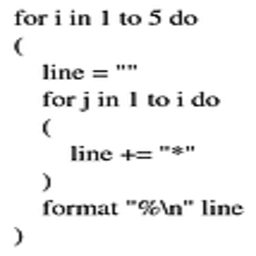 for i in 1 to 5 do
(
line = ""
for j in 1 to i do
(
line += "*"
)
format "%\n" line
)